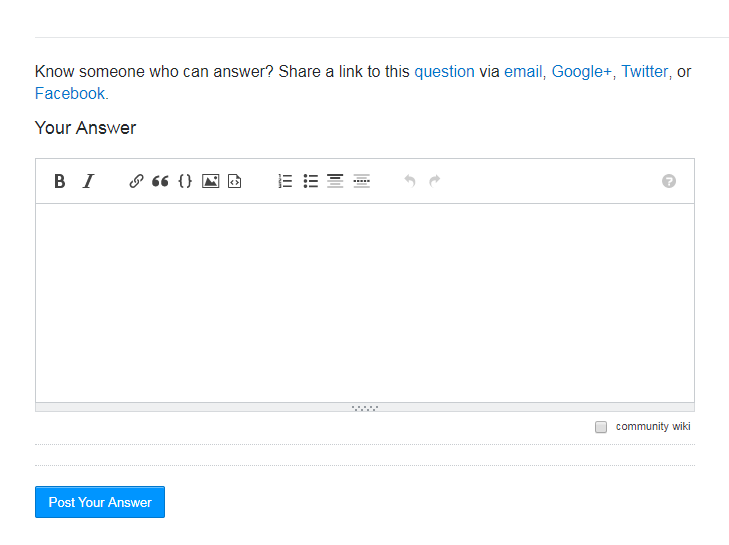 Know someone who can answer? Share a link to this question via email, Google+, Twitter, or
Facebook.
Your Answer
B I {}
community wiki
Post Your Answer